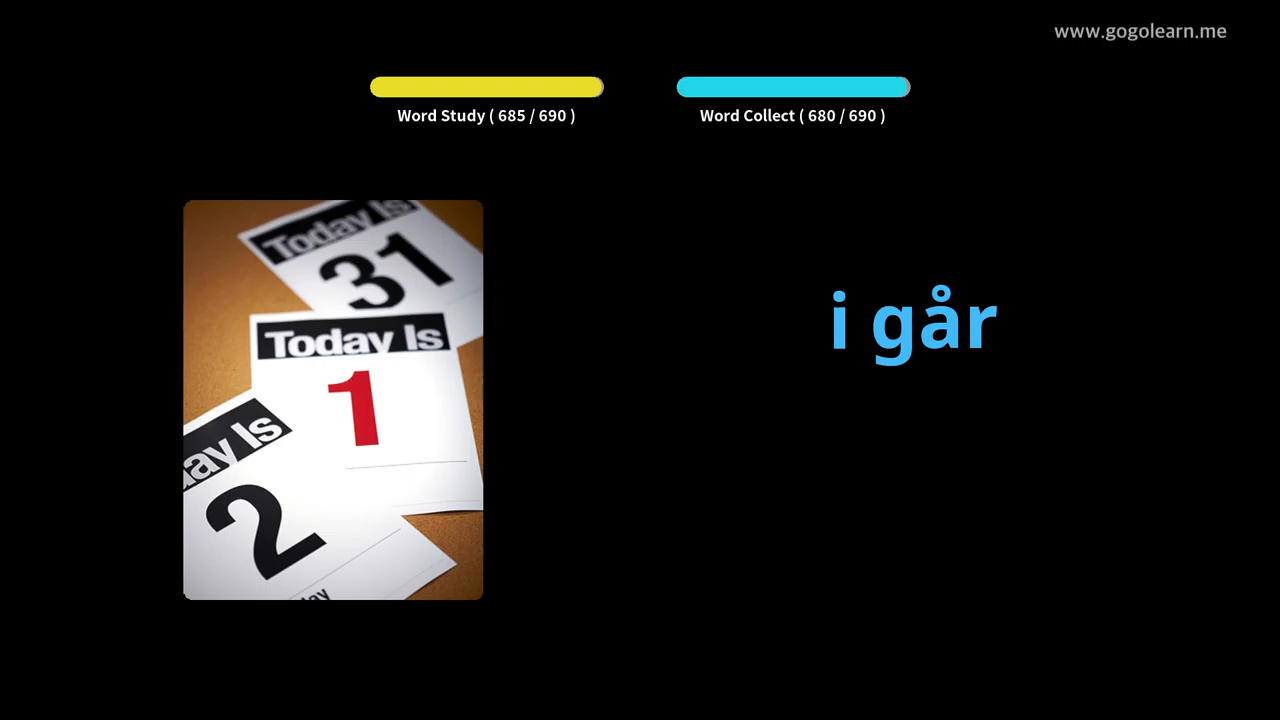 www.gogolearn.me
Word Study ( 685 / 690 )
Word Collect ( 680 / 690 )
Today Is
31
Today Is
1
i går
ay Is
2